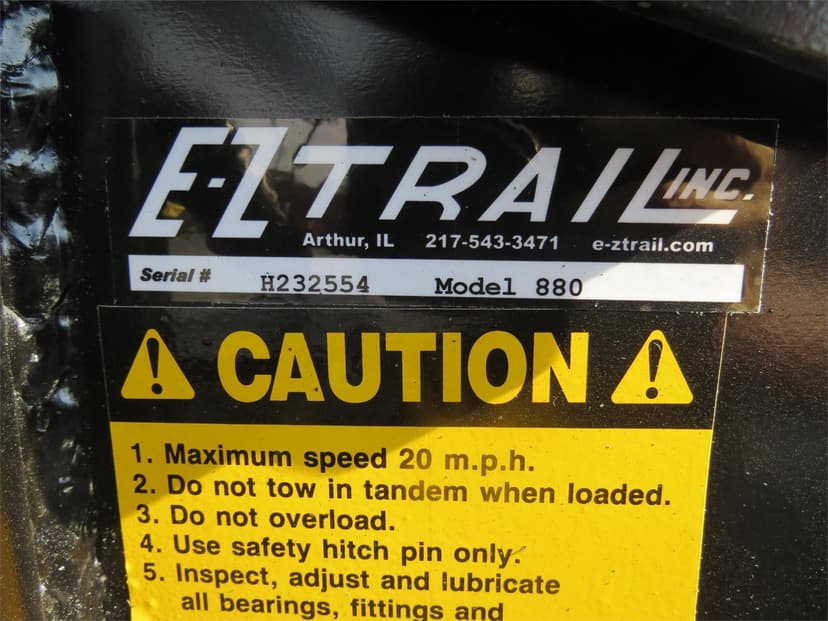 E-Z TRAIL INC.
Arthur, IL 217-543-3471 e-ztrail.com
Serial # H232554 Model 880
CAUTION
1. Maximum speed 20 m.p.h.
2. Do not tow in tandem when loaded.
3. Do not overload.
4. Use safety hitch pin only.
5. Inspect, adjust and lubricate
all bearings, fittings and